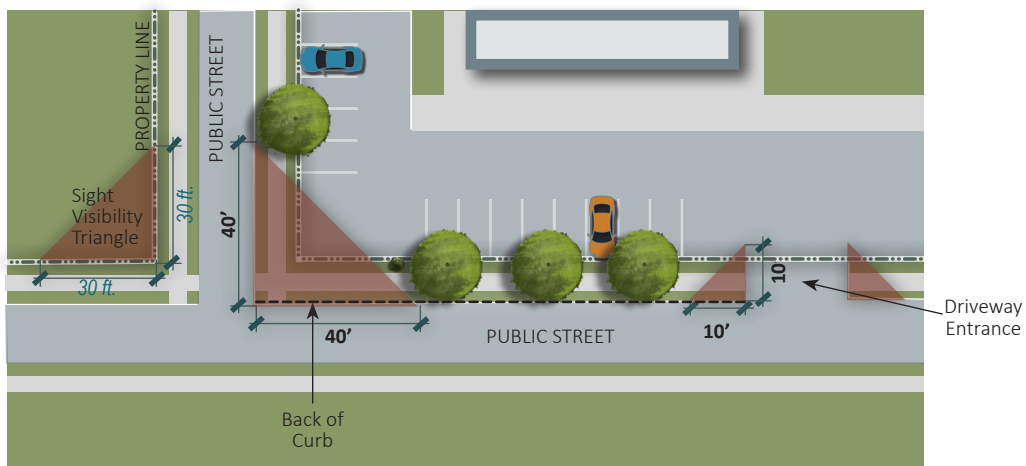 PROPERTY LINE
PUBLIC STREET
Sight
Visibility
Triangle
30 ft.
30 ft.
40’
40’
PUBLIC STREET
10’
10
Driveway
Entrance
Back of
Curb